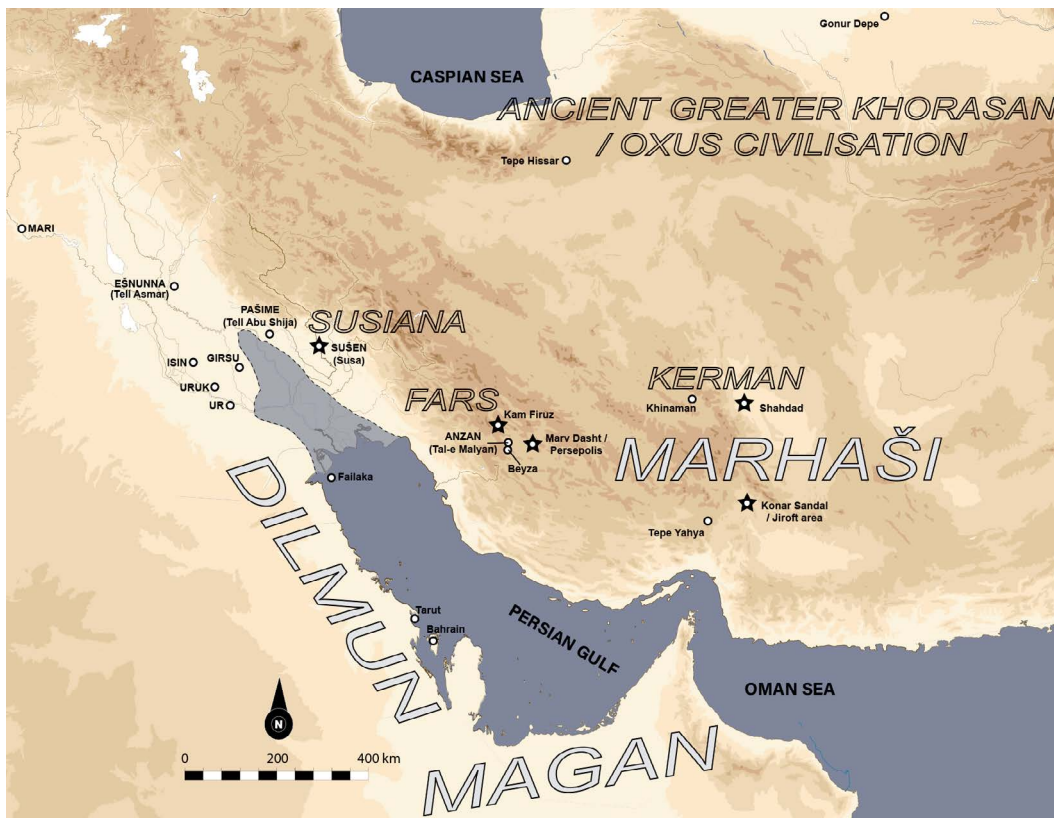 Gonur Depe
CASPIAN SEA
ANCIENT GREATER KHORASAN
/ OXUS CIVILISATION
Tepe Hissar
MARI
EŠNUNNA
(Tell Asmar)
PAŠIME
(Tell Abu Shija)
SUSIANA
SUŠEN
(Susa)
ISIN
GIRSU
URUK
UR
KERMAN
Khinaman
Shahdad
FARS
Kam Firuz
ANZAN
(Tal-e Malyan)
Marv Dasht /
Persepolis
Beyza
MARHAŠI
Failaka
Konar Sandal
/ Jiroft area
Tepe Yahya
DILMUN
Tarut
Bahrain
PERSIAN GULF
OMAN SEA
N
MAGAN
0 200 400 km